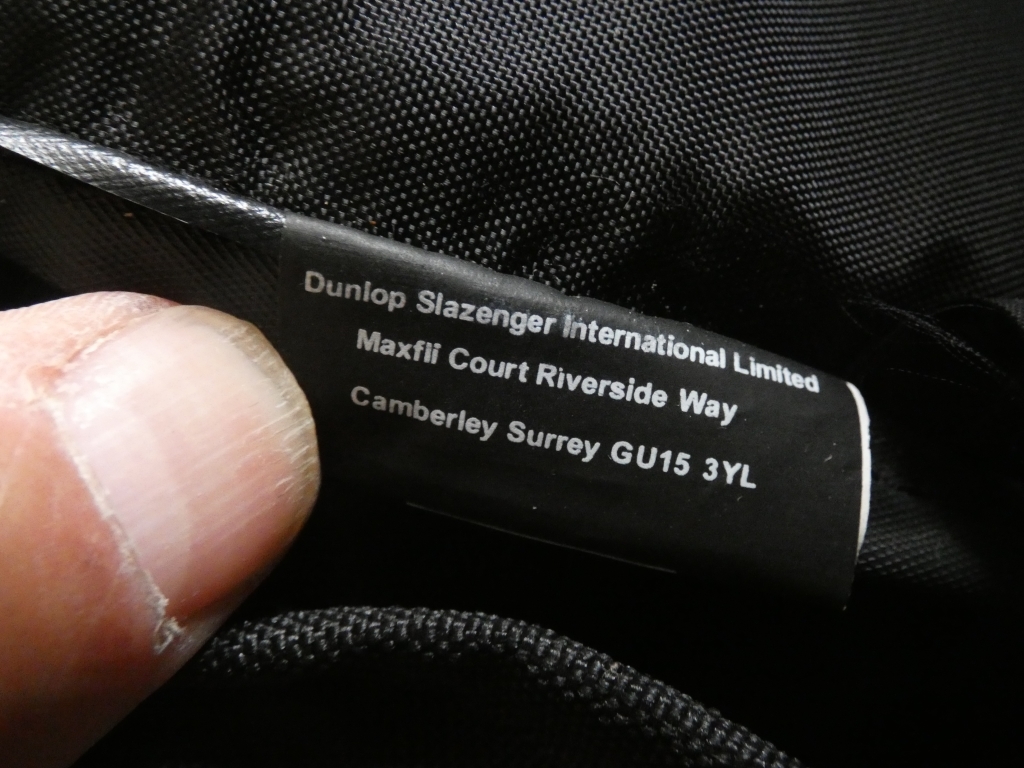 Dunlop Slazenger International Limited
Maxfli Court Riverside Way
Camberley Surrey GU15 3YL